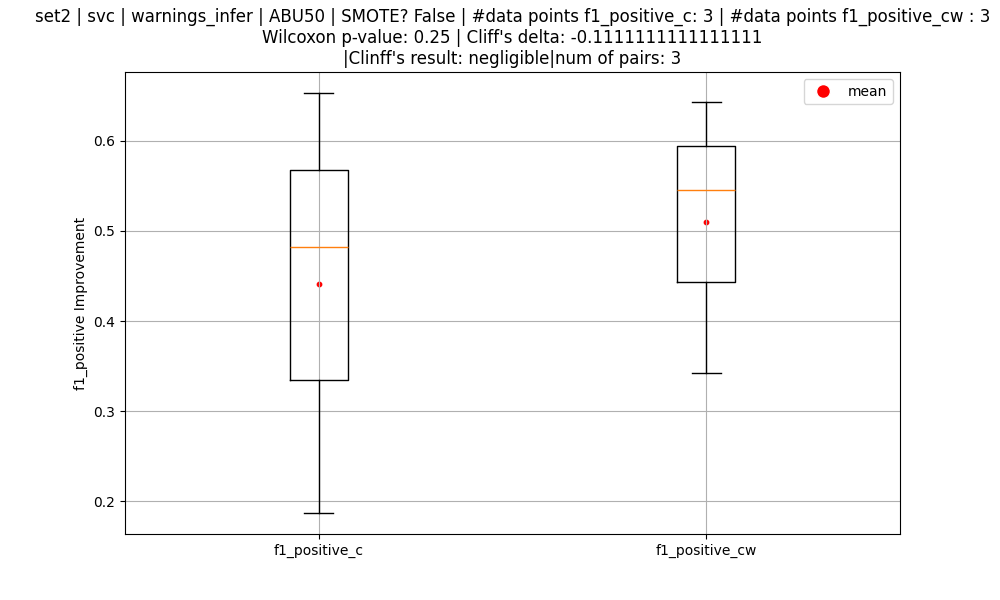 set2 | svc | warnings_infer | ABU50 | SMOTE? False | #data points f1_positive_c: 3 | #data points f1_positive_cw : 3
Wilcoxon p-value: 0.25 | Cliff's delta: -0.1111111111111111
|Clinff's result: negligible|num of pairs: 3
mean
f1_positive Improvement
0.6
0.5
0.4
0.3
0.2
f1_positive_c
f1_positive_cw